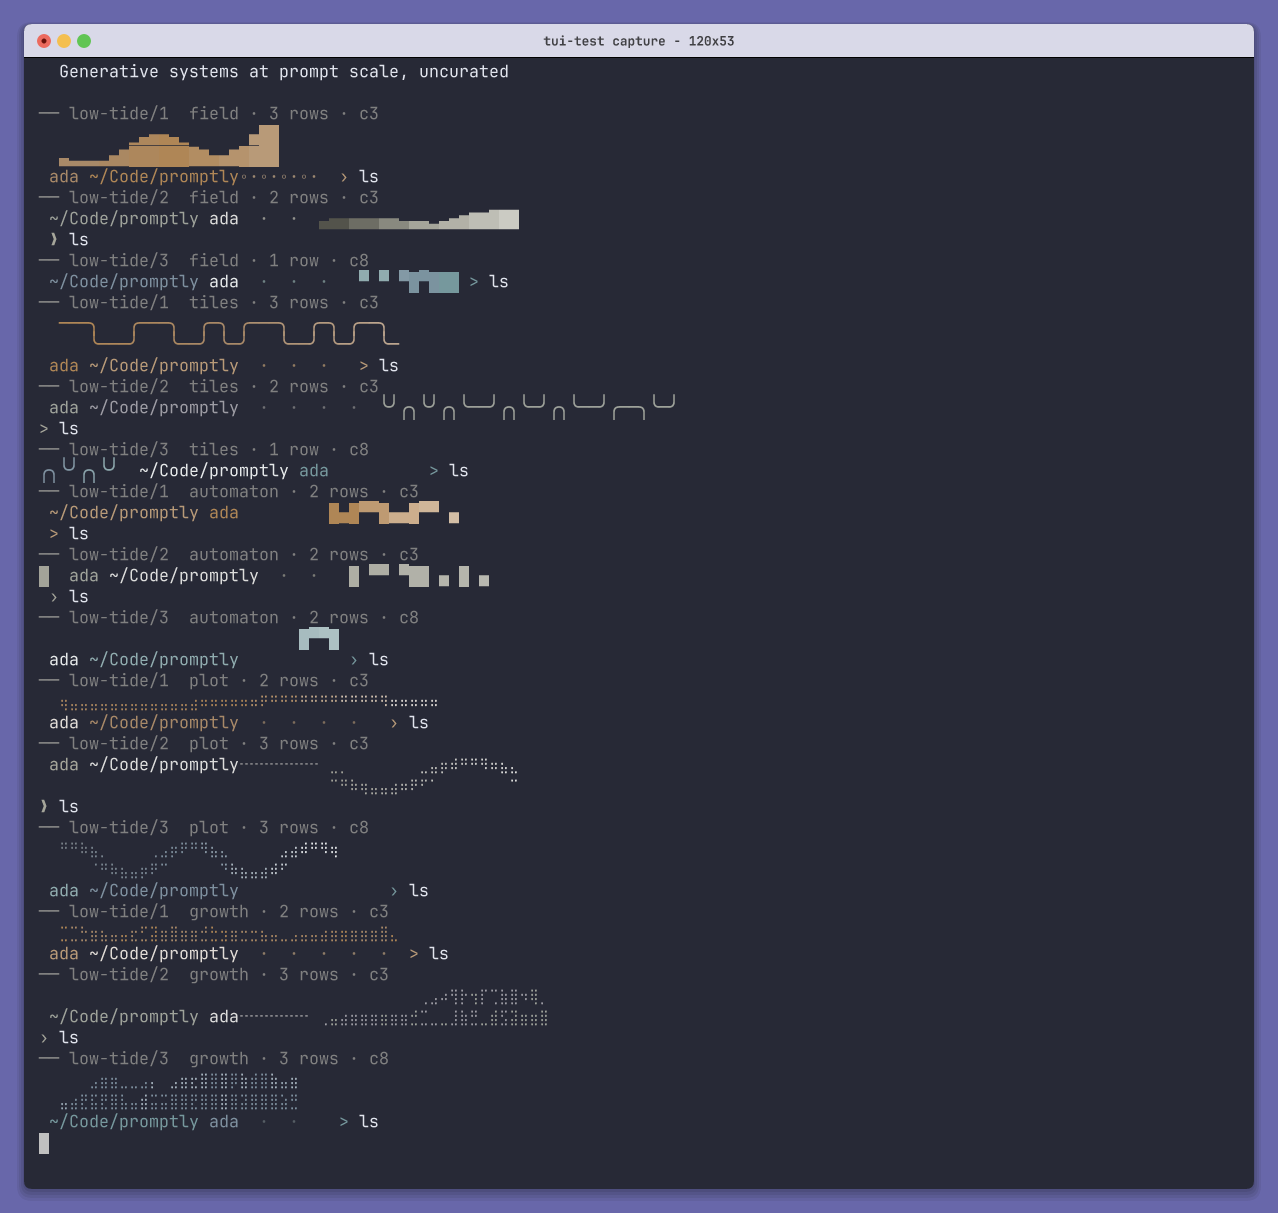 tui-test capture - 120x53
Generative systems at prompt scale, uncurated
── low-tide/1  field · 3 rows · c3
ada ~/Code/promptly◦·◦·◦·◦·  › ls
── low-tide/2  field · 2 rows · c3
~/Code/promptly ada  ·  ·
❫ ls
── low-tide/3  field · 1 row · c8
~/Code/promptly ada  ·  ·  ·  > ls
── low-tide/1  tiles · 3 rows · c3
ada ~/Code/promptly  ·  ·  ·   > ls
── low-tide/2  tiles · 2 rows · c3
ada ~/Code/promptly  ·  ·  ·  ·
> ls
── low-tide/3  tiles · 1 row · c8
~/Code/promptly ada          > ls
── low-tide/1  automaton · 2 rows · c3
~/Code/promptly ada
> ls
── low-tide/2  automaton · 2 rows · c3
ada ~/Code/promptly  ·  ·
› ls
── low-tide/3  automaton · 2 rows · c8
ada ~/Code/promptly           › ls
── low-tide/1  plot · 2 rows · c3
ada ~/Code/promptly  ·  ·  ·  ·   › ls
── low-tide/2  plot · 3 rows · c3
ada ~/Code/promptly
❫ ls
── low-tide/3  plot · 3 rows · c8
ada ~/Code/promptly               › ls
── low-tide/1  growth · 2 rows · c3
ada ~/Code/promptly  ·  ·  ·  ·  ·  > ls
── low-tide/2  growth · 3 rows · c3
~/Code/promptly ada
› ls
── low-tide/3  growth · 3 rows · c8
~/Code/promptly ada  ·  ·    > ls